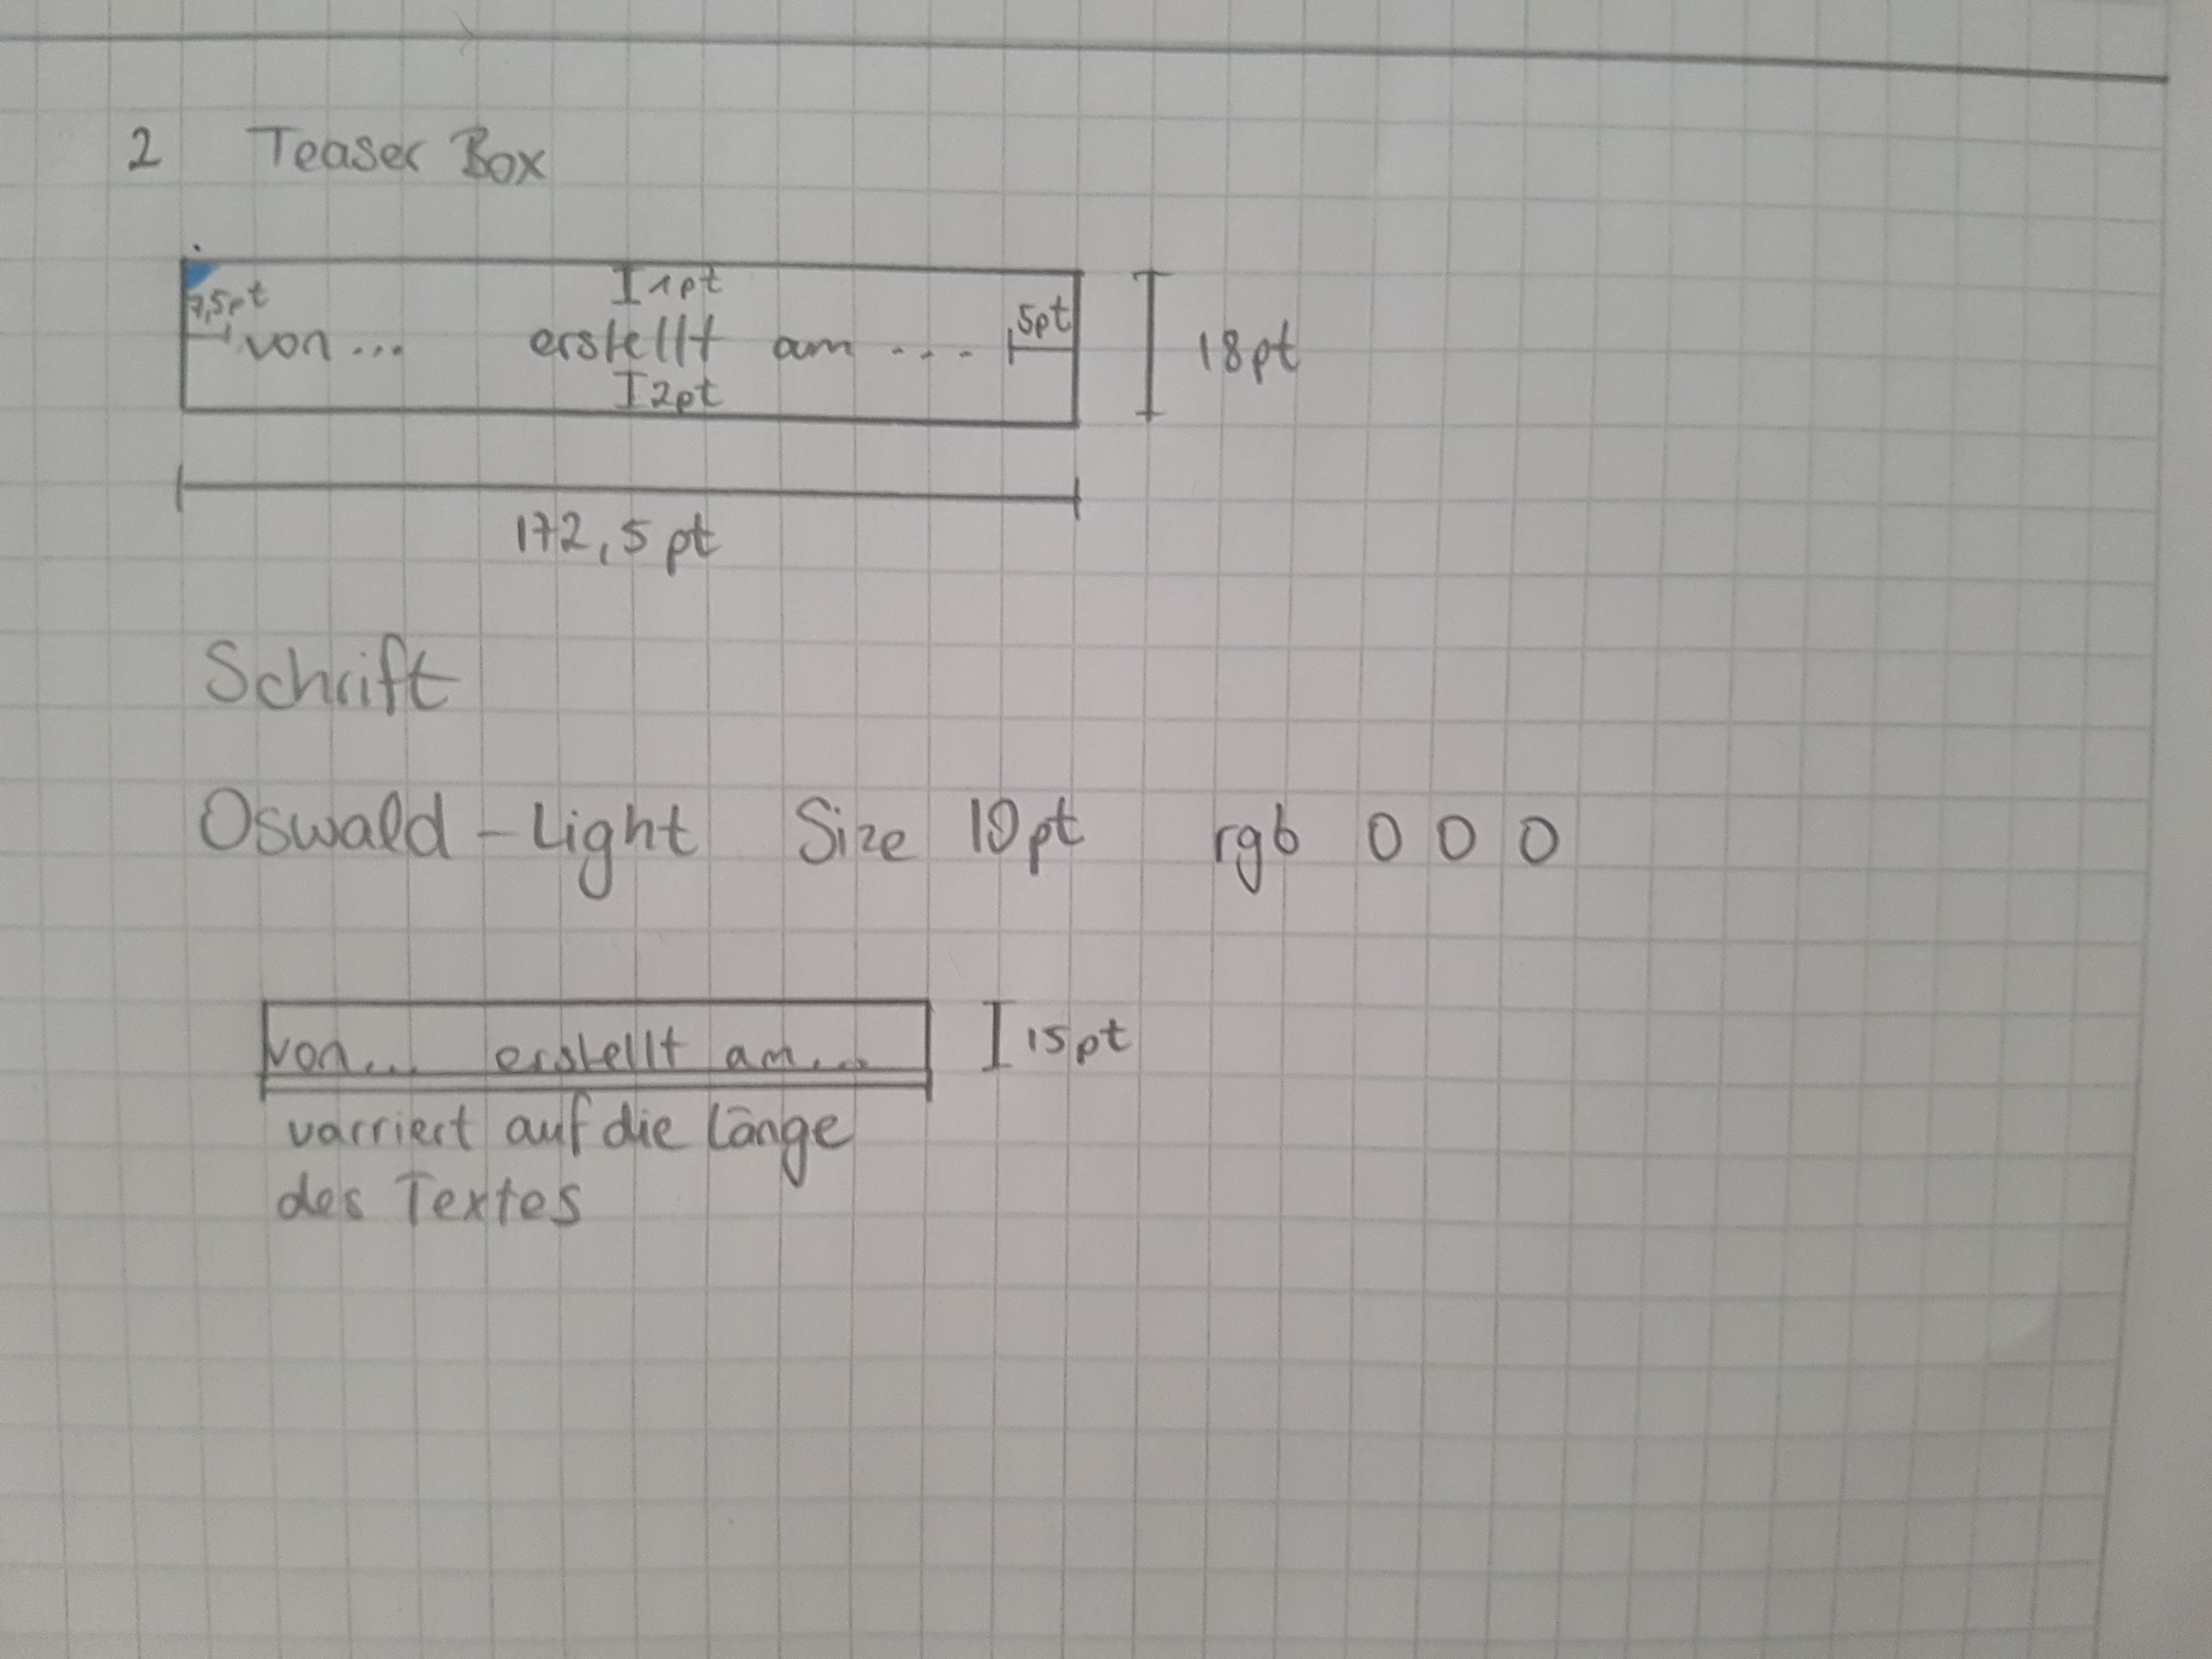 2 Teaser Box
1pt
7,5pt
5pt
von... erstellt am ....
18pt
2pt
172,5 pt
Schrift
Oswald - Light Size 10pt rgb 0 0 0
von... erstellt am...
15pt
varriert auf die Länge
des Textes